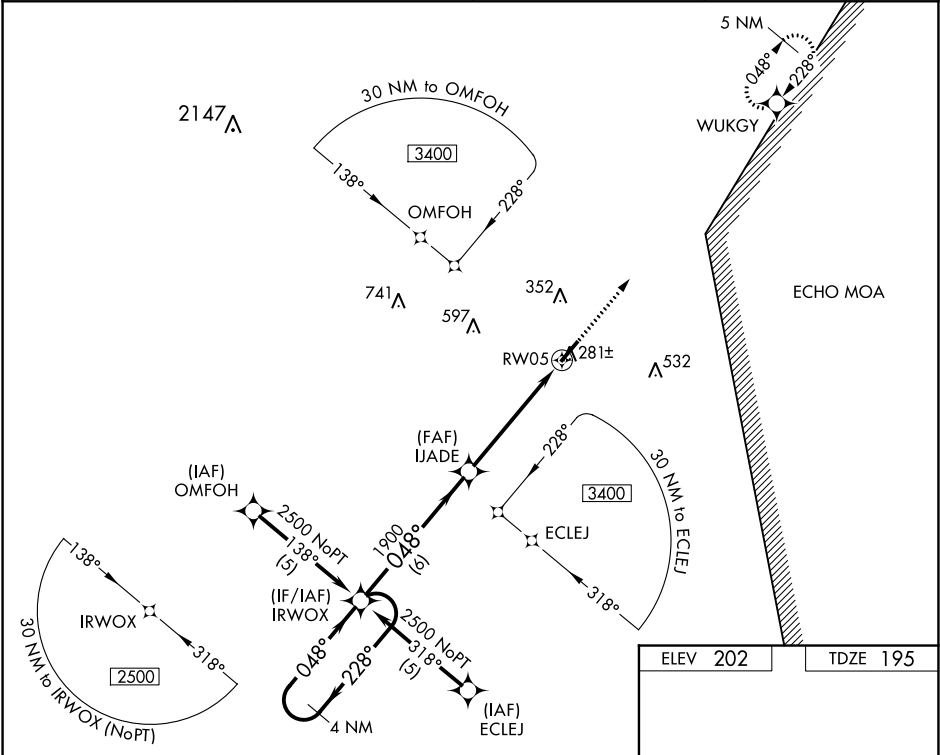 5 NM
048°
228°
WUKGY
30 NM to OMFOH
2147
3400
138°
228°
OMFOH
ECHO MOA
741
597
352
RW05
281±
532
(FAF)
IJADE
228°
30 NM to ECLEJ
3400
ECLEJ
318°
(IAF)
OMFOH
2500 NoPT
138°
(5)
1900
048°
(6)
138°
IRWOX
318°
2500
30 NM to IRWOX (NoPT)
(IF/IAF)
IRWOX
2500 NoPT
318°
(5)
048°
228°
4 NM
(IAF)
ECLEJ
ELEV 202
TDZE 195